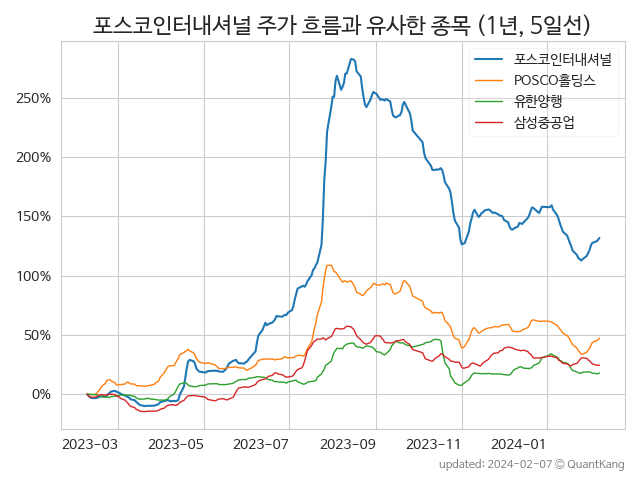 포스코인터내셔널 주가 흐름과 유사한 종목 (1년, 5일선)
포스코인터내셔널
POSCO홀딩스
유한양행
삼성중공업
250%
200%
150%
100%
50%
0%
2023-03 2023-05 2023-07 2023-09 2023-11 2024-01
updated: 2024-02-07 © QuantKang